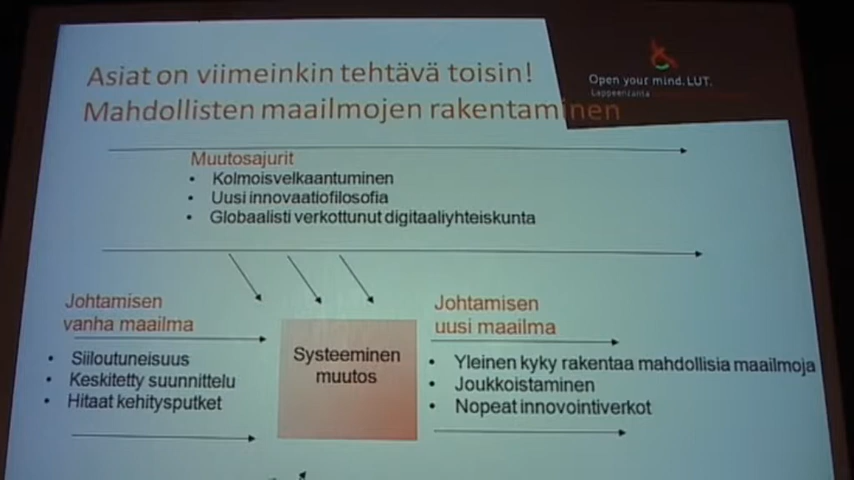 Asiat on viimeinkin tehtävä toisin!
Mahdollisten maailmojen rakentaminen
Open your mind. LUT.
Lappeenranta
Muutosajurit
• Kolmoisvelkaantuminen
• Uusi innovaatiofilosofia
• Globaalisti verkottunut digitaaliyhteiskunta
Johtamisen
vanha maailma
• Siiloutuneisuus
• Keskitetty suunnittelu
• Hitaat kehitysputket
Systeeminen
muutos
Johtamisen
uusi maailma
• Yleinen kyky rakentaa mahdollisia maailmoja
• Joukkoistaminen
• Nopeat innovointiverkot